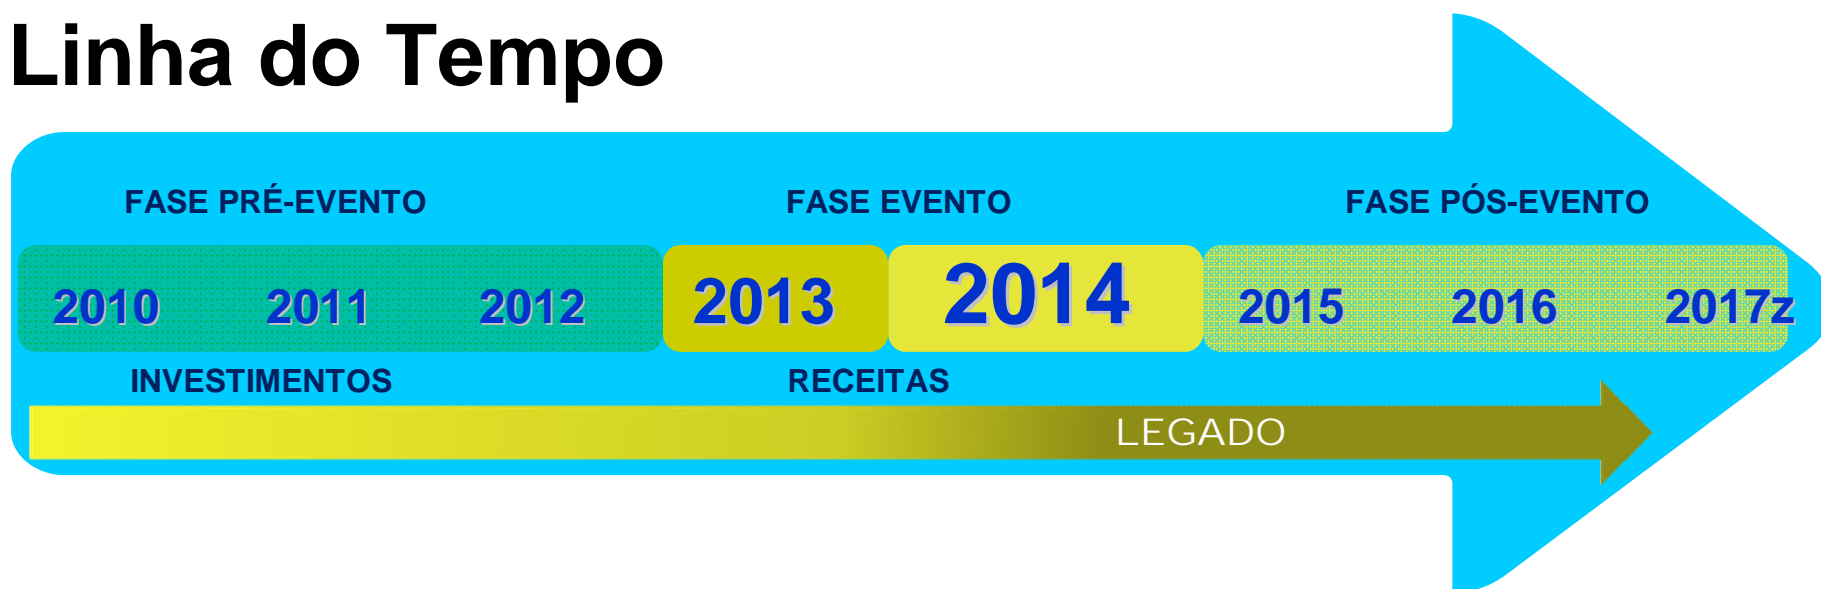 Linha do Tempo
FASE PRÉ-EVENTO FASE EVENTO FASE PÓS-EVENTO
2010 2011 2012 2013 2014 2015 2016 2017z
INVESTIMENTOS RECEITAS
LEGADO